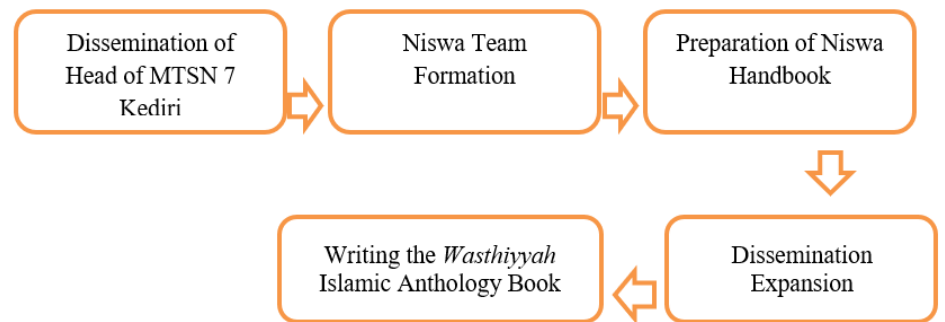 Dissemination of
Head of MTSN 7
Kediri
Niswa Team
Formation
Preparation of Niswa
Handbook
Writing the Wasthiyyah
Islamic Anthology Book
Dissemination
Expansion